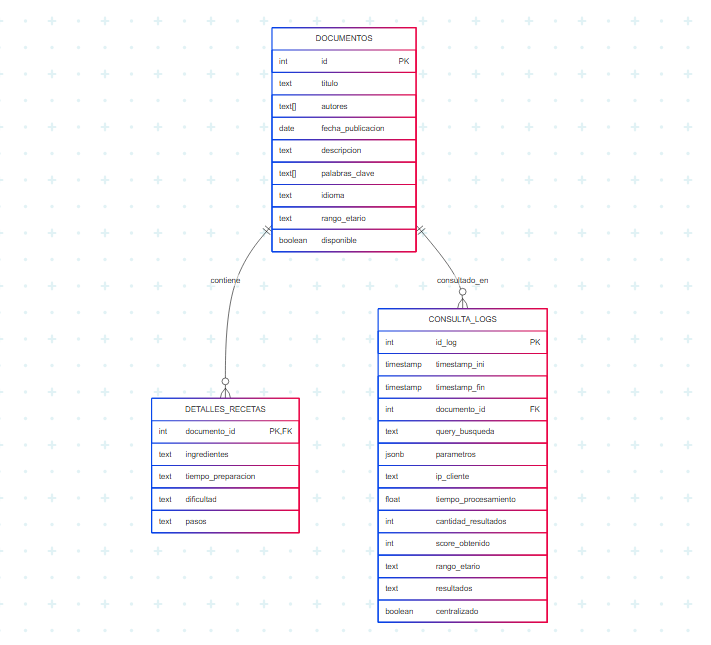 DOCUMENTOS
int id PK
text titulo
text[] autores
date fecha_publicacion
text descripcion
text[] palabras_clave
text idioma
text rango_etario
boolean disponible
contiene
consultado_en
DETALLES_RECETAS
int documento_id PK,FK
text ingredientes
text tiempo_preparacion
text dificultad
text pasos
CONSULTA_LOGS
int id_log PK
timestamp timestamp_ini
timestamp timestamp_fin
int documento_id FK
text query_busqueda
jsonb parametros
text ip_cliente
float tiempo_procesamiento
int cantidad_resultados
int score_obtenido
text rango_etario
text resultados
boolean centralizado